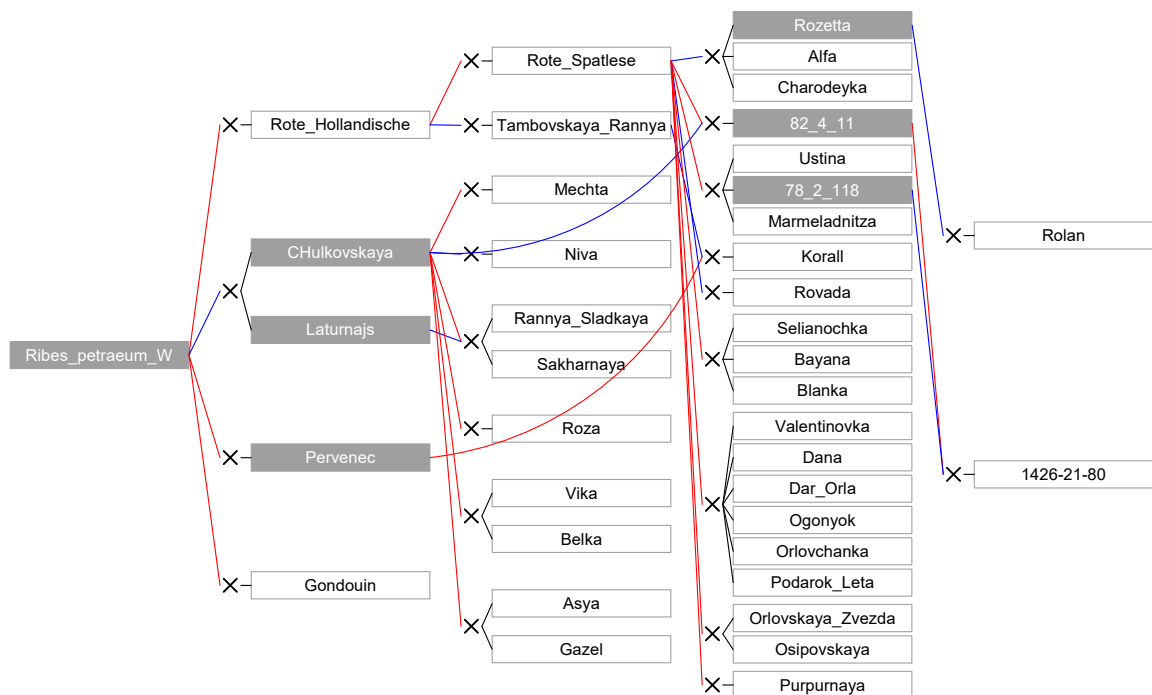 Ribes_petraeum_W
Rote_Hollandische
CHulkovskaya
Laturnajs
Pervenec
Gondouin
Rote_Spatlese
Tambovskaya_Rannya
Mechta
Niva
Rannya_Sladkaya
Sakharnaya
Roza
Vika
Belka
Asya
Gazel
Rozetta
Alfa
Charodeyka
82_4_11
Ustina
78_2_118
Marmeladnitza
Korall
Rovada
Selianochka
Bayana
Blanka
Valentinovka
Dana
Dar_Orla
Ogonyok
Orlovchanka
Podarok_Leta
Orlovskaya_Zvezda
Osipovskaya
Purpurnaya
Rolan
1426-21-80